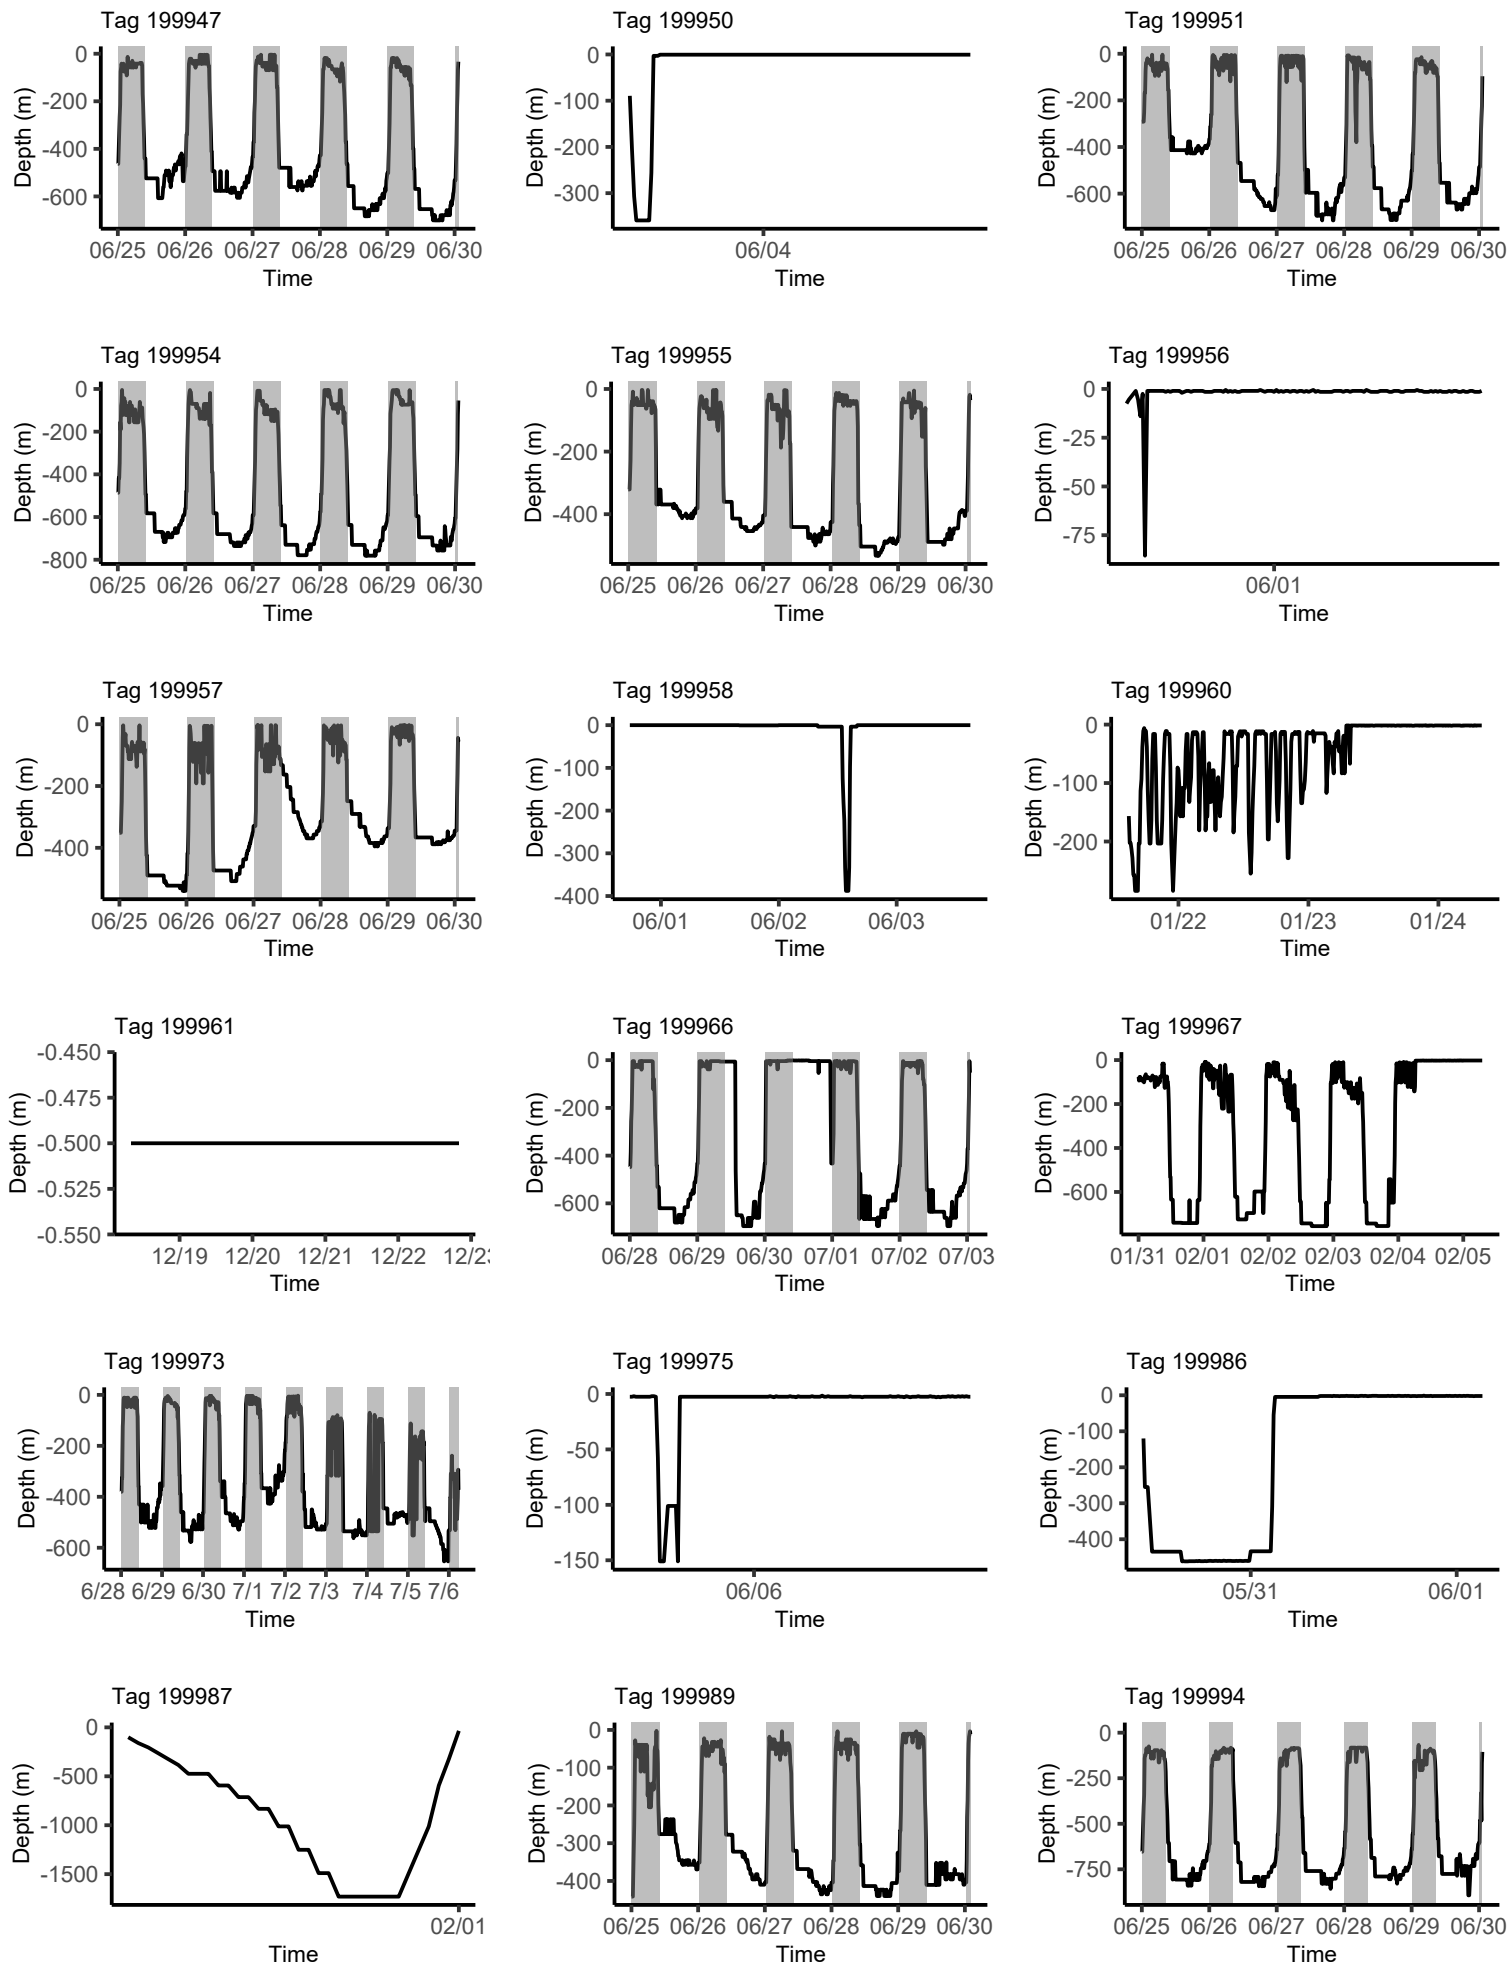 Tag 199947 Tag 199950 Tag 199951
Depth (m) 0 -200 -400 -600
06/25 06/26 06/27 06/28 06/29 06/30
Time
Depth (m) 0 -100 -200 -300
06/04
Time
Depth (m) 0 -200 -400 -600
06/25 06/26 06/27 06/28 06/29 06/30
Time
Tag 199954 Tag 199955 Tag 199956
Depth (m) 0 -200 -400 -600 -800
06/25 06/26 06/27 06/28 06/29 06/30
Time
Depth (m) 0 -200 -400
06/25 06/26 06/27 06/28 06/29 06/30
Time
Depth (m) 0 -25 -50 -75
06/01
Time
Tag 199957 Tag 199958 Tag 199960
Depth (m) 0 -200 -400
06/25 06/26 06/27 06/28 06/29 06/30
Time
Depth (m) 0 -100 -200 -300 -400
06/01 06/02 06/03
Time
Depth (m) 0 -100 -200
01/22 01/23 01/24
Time
Tag 199961 Tag 199966 Tag 199967
Depth (m) -0.450 -0.475 -0.500 -0.525 -0.550
12/19 12/20 12/21 12/22
Time
Depth (m) 0 -200 -400 -600
06/28 06/29 06/30 07/01 07/02 07/03
Time
Depth (m) 0 -200 -400 -600
01/31 02/01 02/02 02/03 02/04 02/05
Time
Tag 199973 Tag 199975 Tag 199986
Depth (m) 0 -200 -400 -600
6/28 6/29 6/30 7/1 7/2 7/3 7/4 7/5 7/6
Time
Depth (m) 0 -50 -100 -150
06/06
Time
Depth (m) 0 -100 -200 -300 -400
05/31 06/01
Time
Tag 199987 Tag 199989 Tag 199994
Depth (m) 0 -500 -1000 -1500
02/01
Time
Depth (m) 0 -100 -200 -300 -400
06/25 06/26 06/27 06/28 06/29 06/30
Time
Depth (m) 0 -250 -500 -750
06/25 06/26 06/27 06/28 06/29 06/30
Time